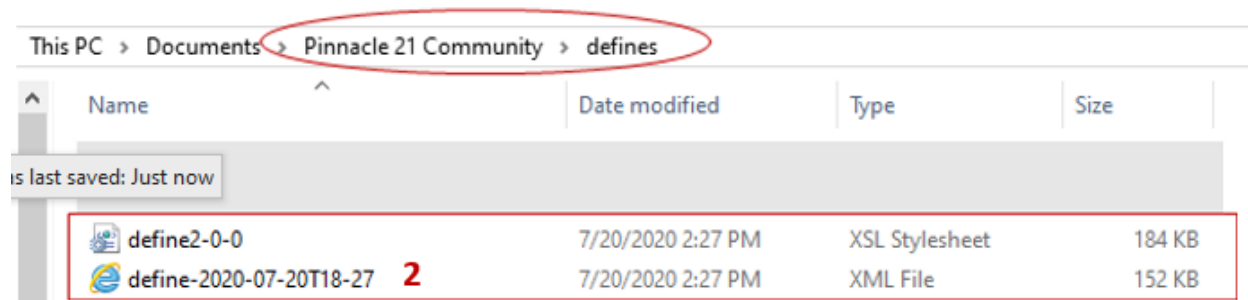 This PC > Documents > Pinnacle 21 Community > defines
Name Date modified Type Size
s last saved: Just now
define2-0-0 7/20/2020 2:27 PM XSL Stylesheet 184 KB
define-2020-07-20T18-27 2 7/20/2020 2:27 PM XML File 152 KB